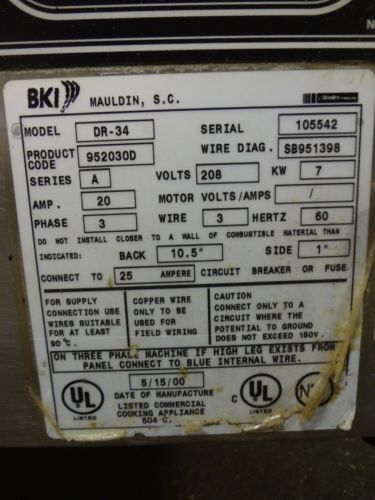 BKI MAULDIN, S.C.
MODEL DR-34 SERIAL 105542
PRODUCT CODE 952030D WIRE DIAG. SB951398
SERIES A VOLTS 208 KW 7
AMP. 20 MOTOR VOLTS/AMPS /
PHASE 3 WIRE 3 HERTZ 60
DO NOT INSTALL CLOSER TO A WALL OF COMBUSTIBLE MATERIAL THAN
INDICATED: BACK 10.5" SIDE 1"
CONNECT TO 25 AMPERE CIRCUIT BREAKER OR FUSE
FOR SUPPLY
CONNECTION USE
WIRES SUITABLE
FOR AT LEAST
90°C.
COPPER WIRE
ONLY TO BE
USED FOR
FIELD WIRING
CAUTION
CONNECT ONLY TO A
CIRCUIT WHERE THE
POTENTIAL TO GROUND
DOES NOT EXCEED 150V.
ON THREE PHASE MACHINE IF HIGH LEG EXISTS FROM
PANEL CONNECT TO BLUE INTERNAL WIRE.
5/15/00
DATE OF MANUFACTURE
LISTED COMMERCIAL
COOKING APPLIANCE
604 C.
UL
LISTED
C UL
LISTED